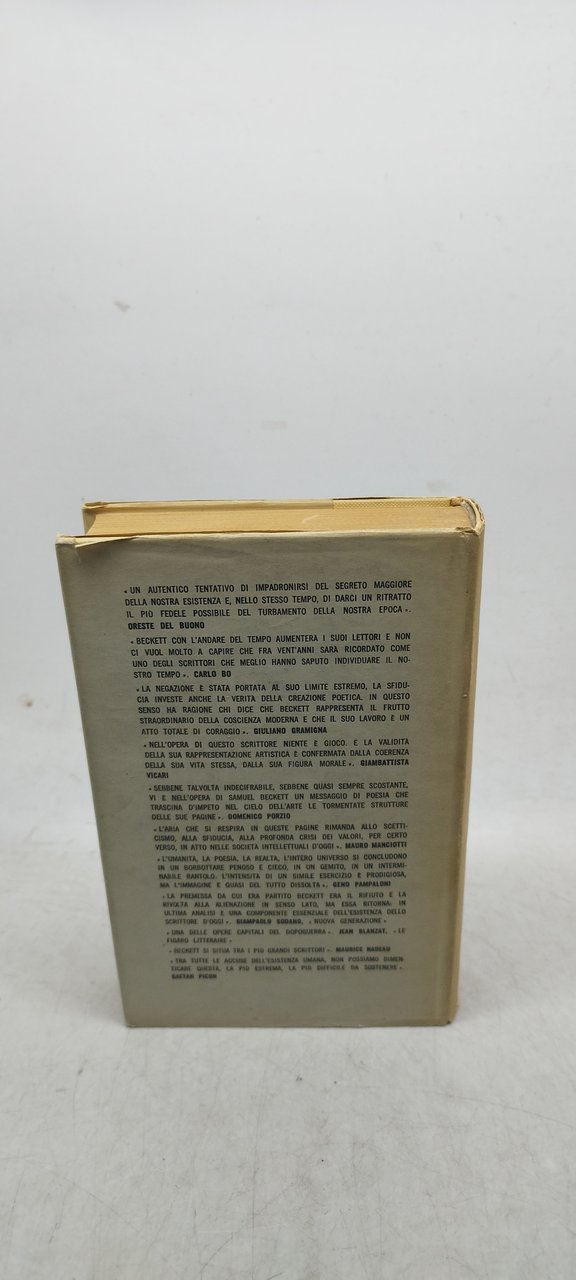 « UN AUTENTICO TENTATIVO DI IMPADRONIRSI DEL SEGRETO MAGGIORE
DELLA NOSTRA ESISTENZA E, NELLO STESSO TEMPO, DI DARCI UN RITRATTO
IL PIÙ FEDELE POSSIBILE DEL TURBAMENTO DELLA NOSTRA EPOCA ».
ORESTE DEL BUONO
« BECKETT CON L'ANDARE DEL TEMPO AUMENTERÀ I SUOI LETTORI E NON
CI VUOL MOLTO A CAPIRE CHE FRA VENT'ANNI SARÀ RICORDATO COME
UNO DEGLI SCRITTORI CHE MEGLIO HANNO SAPUTO INDIVIDUARE IL NO-
STRO TEMPO ». CARLO BO
« LA NEGAZIONE È STATA PORTATA AL SUO LIMITE ESTREMO, LA SFIDU-
CIA INVESTE ANCHE LA VERITÀ DELLA CREAZIONE POETICA. IN QUESTO
SENSO HA RAGIONE CHI DICE CHE BECKETT RAPPRESENTA IL FRUTTO
STRAORDINARIO DELLA COSCIENZA MODERNA E CHE IL SUO LAVORO È UN
ATTO TOTALE DI CORAGGIO ». GIULIANO GRAMIGNA
« NELL'OPERA DI QUESTO SCRITTORE NIENTE È GIOCO. E LA VALIDITÀ
DELLA SUA RAPPRESENTAZIONE ARTISTICA È CONFERMATA DALLA COERENZA
DELLA SUA VITA STESSA, DALLA SUA FIGURA MORALE ». GIAMBATTISTA
VICARI
« SEBBENE TALVOLTA INDECIFRABILE, SEBBENE QUASI SEMPRE SCOSTANTE,
VI È NELL'OPERA DI SAMUEL BECKETT UN MESSAGGIO DI POESIA CHE
TRASCINA D'IMPETO NEL CIELO DELL'ARTE LE TORMENTATE STRUTTURE
DELLE SUE PAGINE ». DOMENICO PORZIO
« L'ARIA CHE SI RESPIRA IN QUESTE PAGINE RIMANDA ALLO SCETTI-
CISMO, ALLA SFIDUCIA, ALLA PROFONDA CRISI DEI VALORI, PER CERTO
VERSO, IN ATTO NELLE SOCIETÀ INTELLETTUALI D'OGGI ». MAURO MANCIOTTI
« L'UMANITÀ, LA POESIA, LA REALTÀ, L'INTERO UNIVERSO SI CONCLUDONO
IN UN BORBOTTARE PENOSO E CIECO, IN UN GEMITO, IN UN INTERMI-
NABILE RANTOLO. L'INTENSITÀ DI UN SIMILE ESERCIZIO È PRODIGIOSA,
MA L'IMMAGINE È QUASI DEL TUTTO DISSOLTA ». GENO PAMPALONI
« LA PREMESSA DA CUI ERA PARTITO BECKETT ERA IL RIFIUTO E LA
RIVOLTA ALLA ALIENAZIONE IN SENSO LATO, MA ESSA RITORNA: IN
ULTIMA ANALISI È UNA COMPONENTE ESSENZIALE DELL'ESISTENZA DELLO
SCRITTORE D'OGGI ». GIAMPAOLO SODANO, « NUOVA GENERAZIONE »
« UNA DELLE OPERE CAPITALI DEL DOPOGUERRA ». JEAN BLANZAT, « LE
FIGARO LITTERAIRE »
« BECKETT SI SITUA TRA I PIÙ GRANDI SCRITTORI ». MAURICE NADEAU
« TRA TUTTE LE ACCUSE DELL'ESISTENZA UMANA, NON POSSIAMO DIMEN-
TICARE QUESTA, LA PIÙ ESTREMA, LA PIÙ DIFFICILE DA SOSTENERE ».
GAETAN PICON